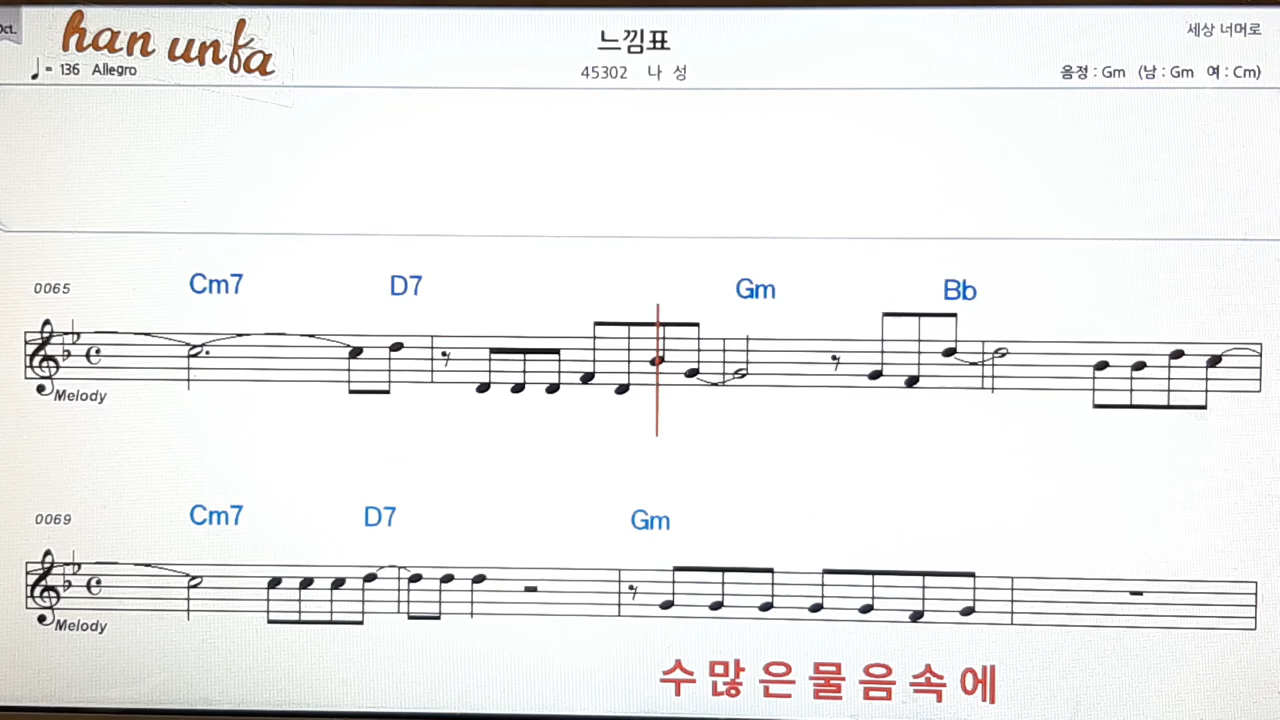 Oct.
han unfa
느낌표
세상 너머로
♩= 136 Allegro
45302 나 성
음정 : Gm (남 : Gm 여 : Cm)
0065 Cm7 D7 Gm Bb
Melody
0069 Cm7 D7 Gm
Melody
수 많 은 물 음 속 에